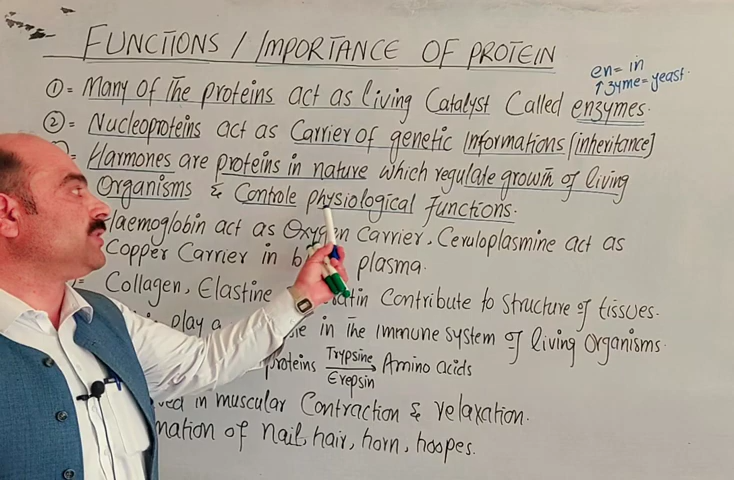 FUNCTIONS / IMPORTANCE OF PROTEIN
en = in
↑ zyme = yeast.
① = Many of The proteins act as living Catalyst Called enzymes.
② = Nucleoproteins act as Carrier of genetic Informations [inheritance]
= Harmones are proteins in nature which regulate growth of living
Organisms & Controle physiological functions.
Haemoglobin act as Oxygen Carrier, Ceruloplasmine act as
Copper Carrier in plasma.
= Collagen, Elastine Contribute to Structure of tissues.
play a in The immune system of living Organisms.
proteins Trypsine Amino acids
Erepsin
in muscular Contraction & relaxation.
of nail, hair, horn, hoopes.